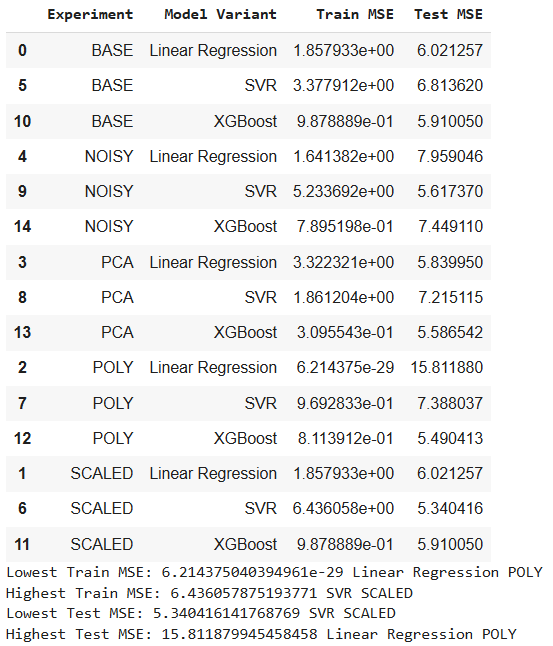 Experiment Model Variant Train MSE Test MSE
0 BASE Linear Regression 1.857933e+00 6.021257
5 BASE SVR 3.377912e+00 6.813620
10 BASE XGBoost 9.878889e-01 5.910050
4 NOISY Linear Regression 1.641382e+00 7.959046
9 NOISY SVR 5.233692e+00 5.617370
14 NOISY XGBoost 7.895198e-01 7.449110
3 PCA Linear Regression 3.322321e+00 5.839950
8 PCA SVR 1.861204e+00 7.215115
13 PCA XGBoost 3.095543e-01 5.586542
2 POLY Linear Regression 6.214375e-29 15.811880
7 POLY SVR 9.692833e-01 7.388037
12 POLY XGBoost 8.113912e-01 5.490413
1 SCALED Linear Regression 1.857933e+00 6.021257
6 SCALED SVR 6.436058e+00 5.340416
11 SCALED XGBoost 9.878889e-01 5.910050
Lowest Train MSE: 6.214375040394961e-29 Linear Regression POLY
Highest Train MSE: 6.436057875193771 SVR SCALED
Lowest Test MSE: 5.340416141768769 SVR SCALED
Highest Test MSE: 15.811879945458458 Linear Regression POLY